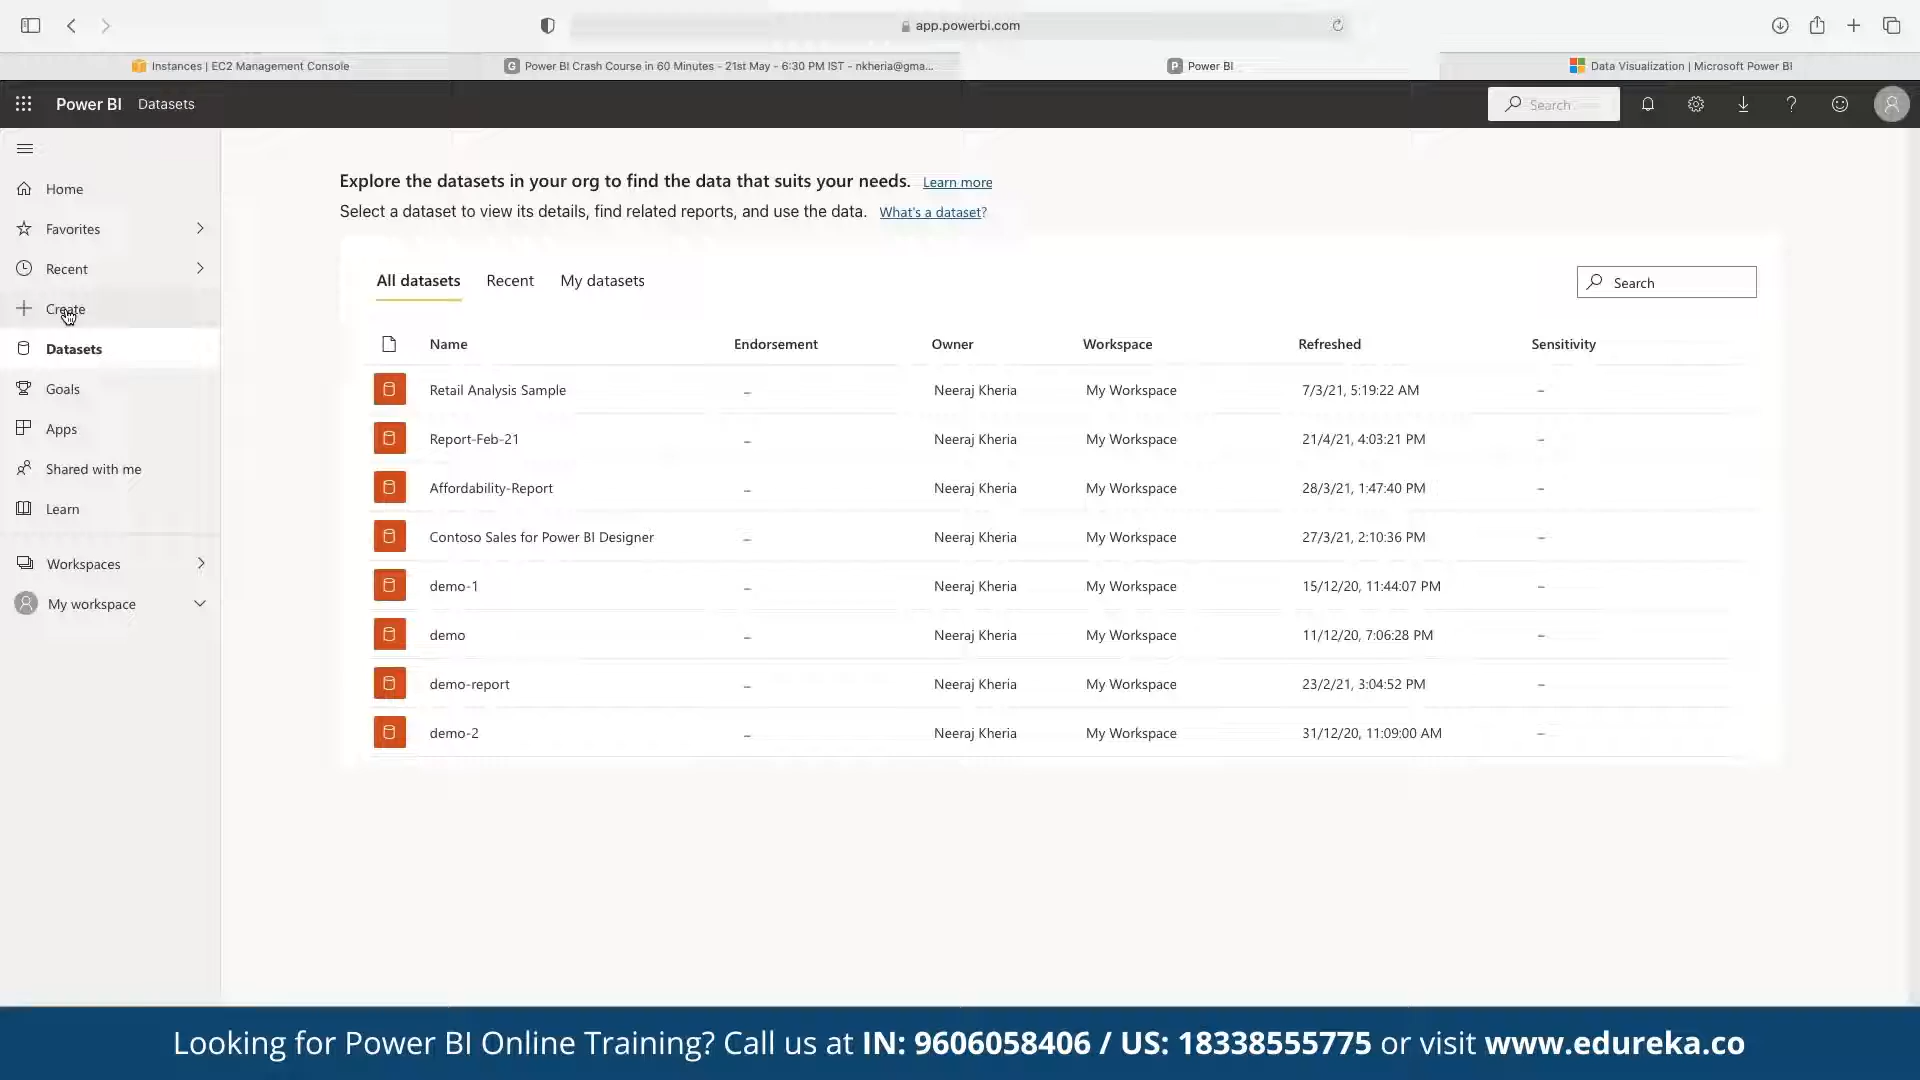 app.powerbi.com
Instances | EC2 Management Console
Power BI Crash Course in 60 Minutes - 21st May - 6:30 PM IST - nkheria@gma...
Power BI
Data Visualization | Microsoft Power BI
Power BI Datasets
Search
Home
Favorites
Recent
Create
Datasets
Goals
Apps
Shared with me
Learn
Workspaces
My workspace
Explore the datasets in your org to find the data that suits your needs. Learn more
Select a dataset to view its details, find related reports, and use the data. What's a dataset?
All datasets Recent My datasets
Search
Name Endorsement Owner Workspace Refreshed Sensitivity
Retail Analysis Sample – Neeraj Kheria My Workspace 7/3/21, 5:19:22 AM –
Report-Feb-21 – Neeraj Kheria My Workspace 21/4/21, 4:03:21 PM –
Affordability-Report – Neeraj Kheria My Workspace 28/3/21, 1:47:40 PM –
Contoso Sales for Power BI Designer – Neeraj Kheria My Workspace 27/3/21, 2:10:36 PM –
demo-1 – Neeraj Kheria My Workspace 15/12/20, 11:44:07 PM –
demo – Neeraj Kheria My Workspace 11/12/20, 7:06:28 PM –
demo-report – Neeraj Kheria My Workspace 23/2/21, 3:04:52 PM –
demo-2 – Neeraj Kheria My Workspace 31/12/20, 11:09:00 AM –
Looking for Power BI Online Training? Call us at IN: 9606058406 / US: 18338555775 or visit www.edureka.co